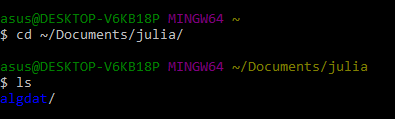 asus@DESKTOP-V6KB18P MINGW64 ~
$ cd ~/Documents/julia/
asus@DESKTOP-V6KB18P MINGW64 ~/Documents/julia
$ ls
algdat/